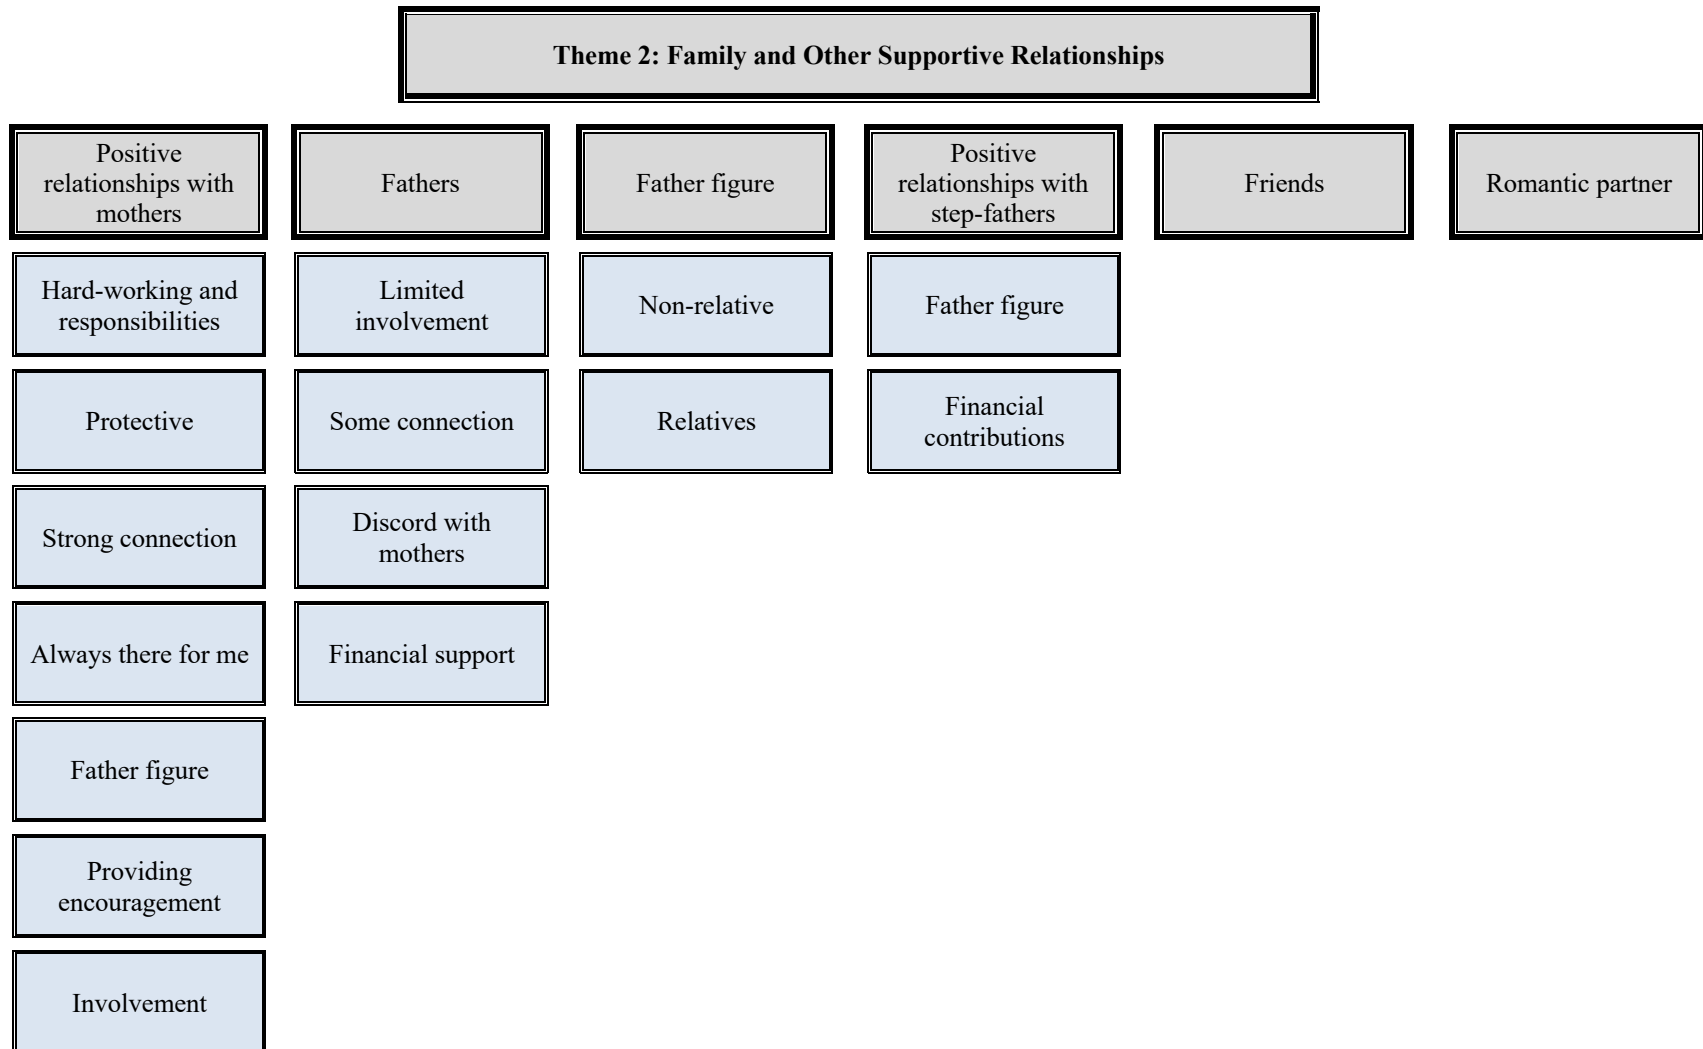 Theme 2: Family and Other Supportive Relationships
Positive
relationships with
mothers
Fathers
Father figure
Positive
relationships with
step-fathers
Friends
Romantic partner
Hard-working and
responsibilities
Limited
involvement
Non-relative
Father figure
Protective
Some connection
Relatives
Financial
contributions
Strong connection
Discord with
mothers
Always there for me
Financial support
Father figure
Providing
encouragement
Involvement